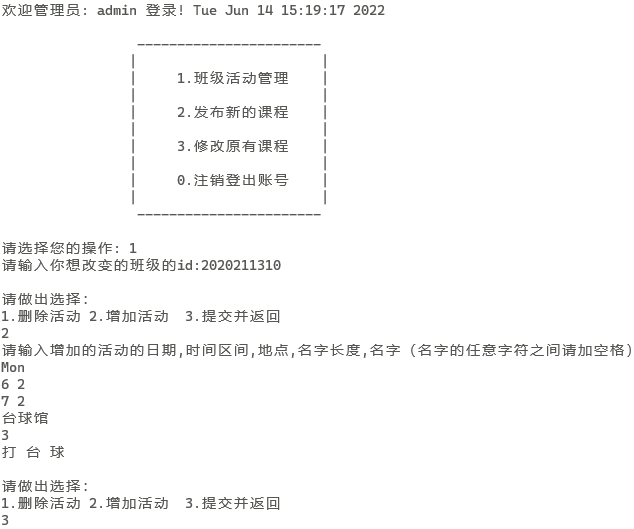 欢迎管理员: admin 登录! Tue Jun 14 15:19:17 2022
1.班级活动管理
2.发布新的课程
3.修改原有课程
0.注销登出账号
请选择您的操作: 1
请输入你想改变的班级的id:2020211310
请做出选择:
1.删除活动 2.增加活动  3.提交并返回
2
请输入增加的活动的日期,时间区间,地点,名字长度,名字 (名字的任意字符之间请加空格)
Mon
6 2
7 2
台球馆
3
打 台 球
请做出选择:
1.删除活动 2.增加活动  3.提交并返回
3